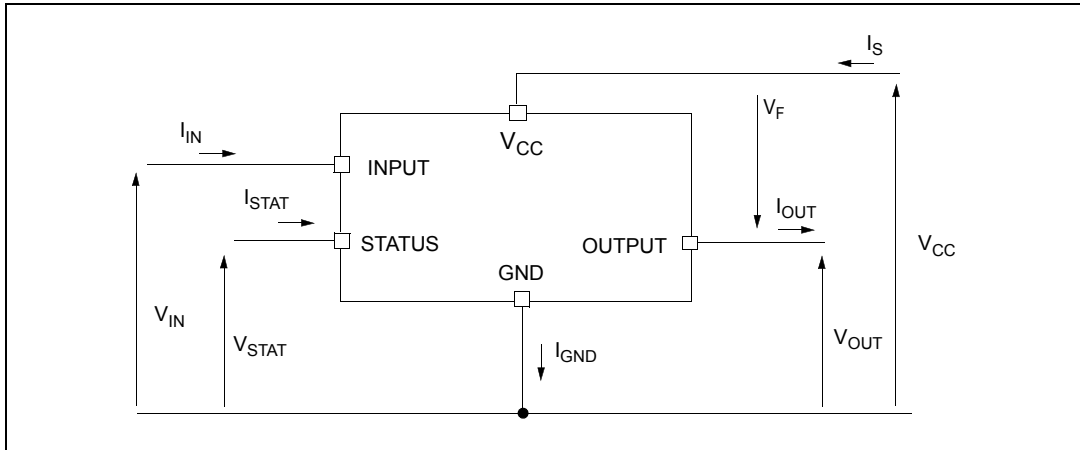 I_S
V_F
V_CC
I_IN
INPUT
I_STAT
I_OUT
STATUS
OUTPUT
V_CC
GND
V_IN
V_STAT
V_OUT
I_GND